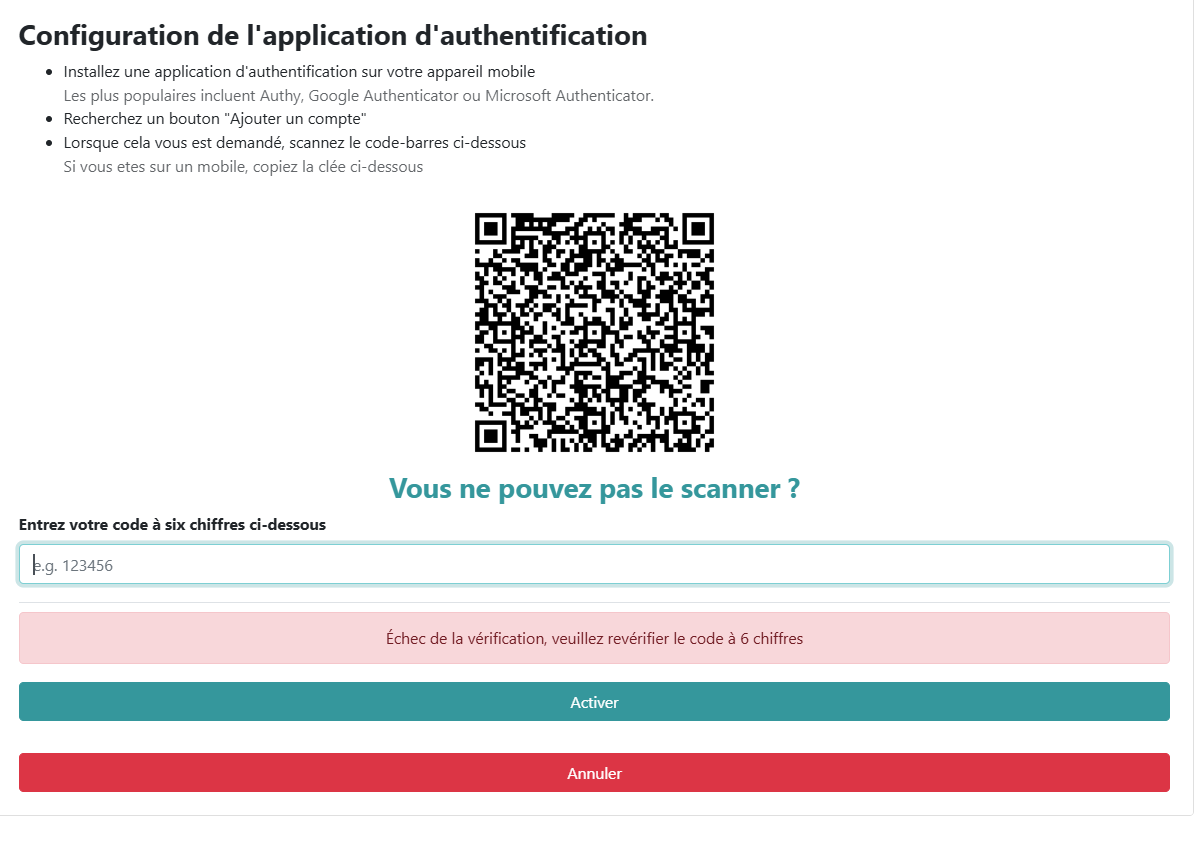 Configuration de l'application d'authentification
Installez une application d'authentification sur votre appareil mobile
Les plus populaires incluent Authy, Google Authenticator ou Microsoft Authenticator.
Recherchez un bouton "Ajouter un compte"
Lorsque cela vous est demandé, scannez le code-barres ci-dessous
Si vous etes sur un mobile, copiez la clée ci-dessous
Vous ne pouvez pas le scanner ?
Entrez votre code à six chiffres ci-dessous
e.g. 123456
Échec de la vérification, veuillez revérifier le code à 6 chiffres
Activer
Annuler